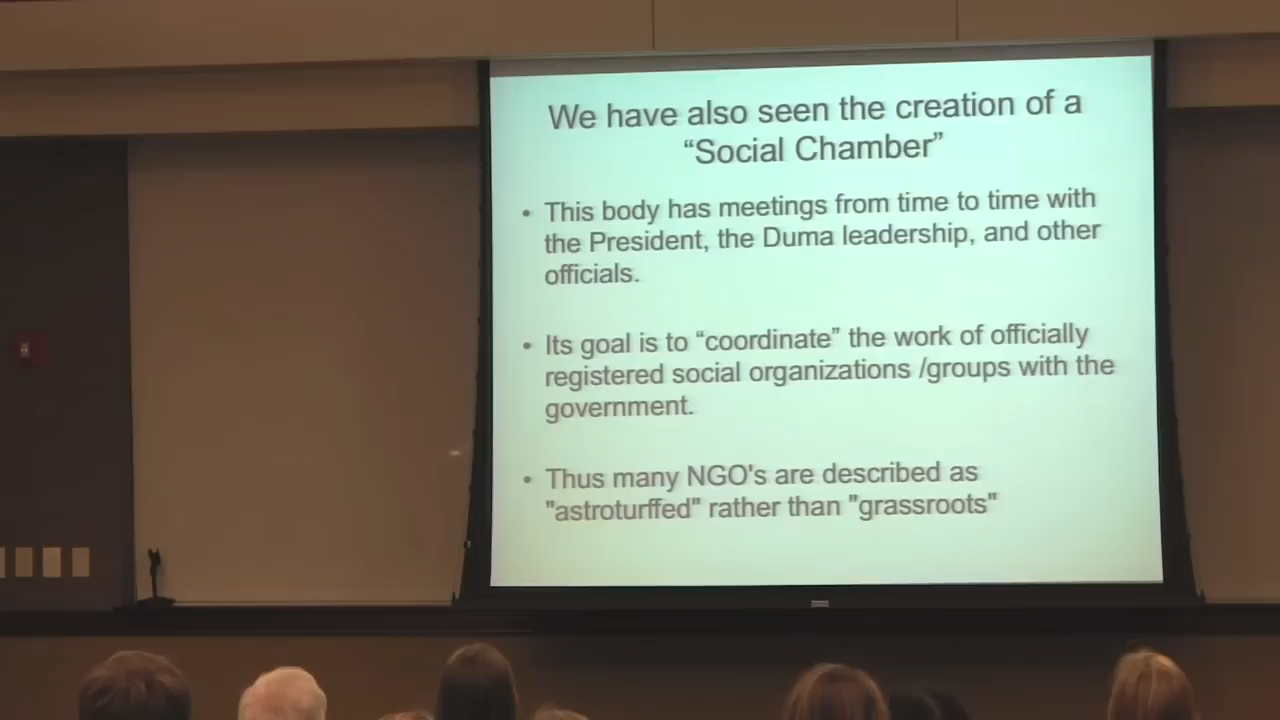 We have also seen the creation of a
“Social Chamber”
• This body has meetings from time to time with
the President, the Duma leadership, and other
officials.
• Its goal is to “coordinate” the work of officially
registered social organizations /groups with the
government.
• Thus many NGO's are described as
"astroturffed" rather than "grassroots"